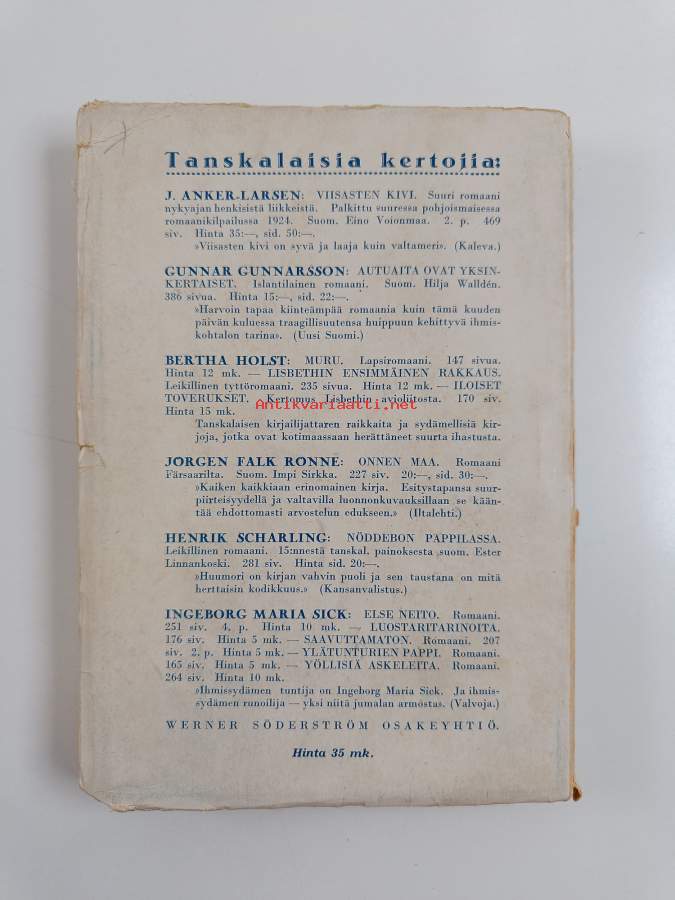 Tanskalaisia kertojia:
J. ANKER-LARSEN: VIISASTEN KIVI. Suuri romaani
nykyajan henkisistä liikkeistä. Palkittu suuressa pohjoismaisessa
romaanikilpailussa 1924. Suom. Eino Voionmaa. 2. p. 469
siv. Hinta 35:—, sid. 50:—.
»Viisasten kivi on syvä ja laaja kuin valtameri». (Kaleva.)
GUNNAR GUNNARSSON: AUTUAITA OVAT YKSIN-
KERTAISET. Islantilainen romaani. Suom. Hilja Walldén.
386 sivua. Hinta 15:—, sid. 22:—.
»Harvoin tapaa kiinteämpää romaania kuin tämä kuuden
päivän kuluessa traagillisuutensa huippuun kehittyvä ihmis-
kohtalon tarina». (Uusi Suomi.)
BERTHA HOLST: MURU. Lapsiromaani. 147 sivua.
Hinta 12 mk. — LISBETHIN ENSIMMÄINEN RAKKAUS.
Leikillinen tyttöromaani. 235 sivua. Hinta 12 mk. — ILOISET
TOVERUKSET. Kertomus Lisbethin avioliitosta. 170 siv.
Hinta 15 mk.
Antikvariaatti.net
Tanskalaisen kirjailijattaren raikkaita ja sydämellisiä kir-
joja, jotka ovat kotimaassaan herättäneet suurta ihastusta.
JÖRGEN FALK RÖNNE: ONNEN MAA. Romaani
Färsaarilta. Suom. Impi Sirkka. 227 siv. 20:—, sid. 30:—.
»Kaiken kaikkiaan erinomainen kirja. Esitystapansa suur-
piirteisyydellä ja valtavilla luonnonkuvauksillaan se kään-
tää ehdottomasti arvostelun edukseen.» (Iltalehti.)
HENRIK SCHARLING: NÖDDEBON PAPPILASSA.
Leikillinen romaani. 15:nnestä tanskal. painoksesta suom. Ester
Linnankoski. 281 siv. Hinta sid. 20:—.
»Huumori on kirjan vahvin puoli ja sen taustana on mitä
herttaisin kodikkuus.» (Kansanvalistus.)
INGEBORG MARIA SICK: ELSE NEITO. Romaani.
251 siv. 4. p. Hinta 10 mk. — LUOSTARITARINOITA.
176 siv. Hinta 5 mk. — SAAVUTTAMATON. Romaani. 207
siv. 2. p. Hinta 5 mk. — YLÄTUNTURIEN PAPPI. Romaani.
165 siv. Hinta 5 mk. — YÖLLISIÄ ASKELEITA. Romaani.
264 siv. Hinta 10 mk.
»Ihmissydämen tuntija on Ingeborg Maria Sick. Ja ihmis-
sydämen runoilija — yksi niitä jumalan armosta». (Valvoja.)
WERNER SÖDERSTRÖM OSAKEYHTIÖ.
Hinta 35 mk.